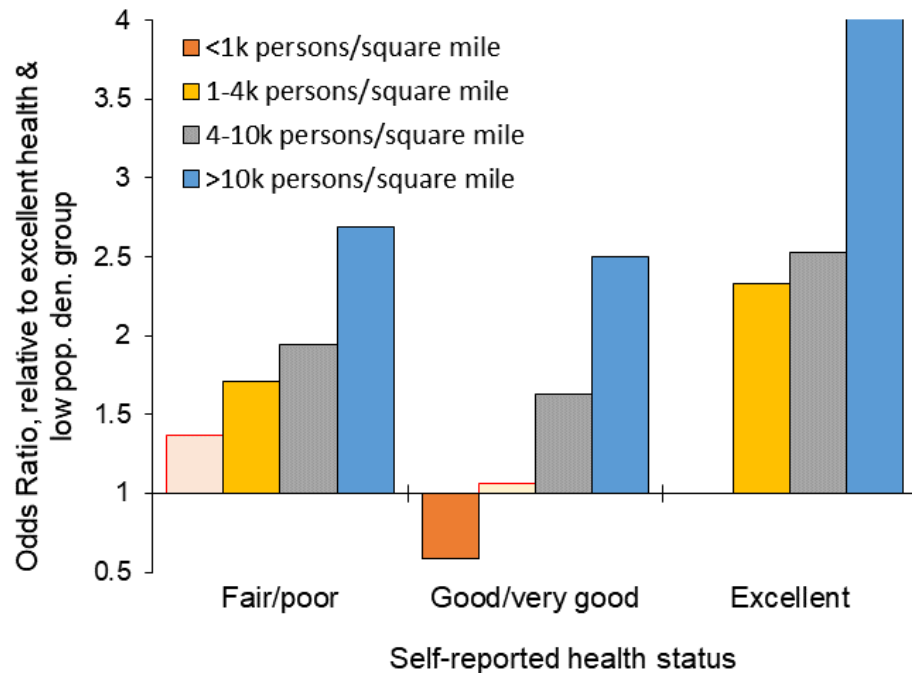 Odds Ratio, relative to excellent health &
low pop. den. group
4
3.5
3
2.5
2
1.5
1
0.5
<1k persons/square mile
1-4k persons/square mile
4-10k persons/square mile
>10k persons/square mile
Fair/poor
Good/very good
Excellent
Self-reported health status